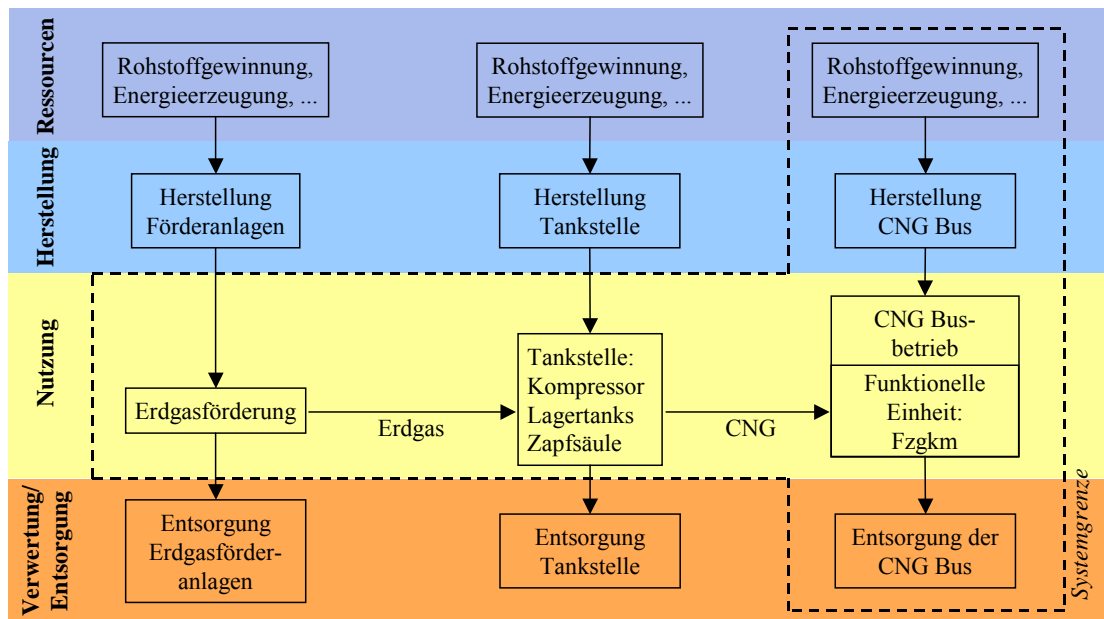 Ressourcen
Rohstoffgewinnung,
Energieerzeugung, ...
Rohstoffgewinnung,
Energieerzeugung, ...
Rohstoffgewinnung,
Energieerzeugung, ...
Herstellung
Herstellung
Förderanlagen
Herstellung
Tankstelle
Herstellung
CNG Bus
Nutzung
Erdgasförderung
Erdgas
Tankstelle:
Kompressor
Lagertanks
Zapfsäule
CNG
CNG Bus-
betrieb
Funktionelle
Einheit:
Fzgkm
Verwertung/
Entsorgung
Entsorgung
Erdgasförder-
anlagen
Entsorgung
Tankstelle
Entsorgung der
CNG Bus
Systemgrenze